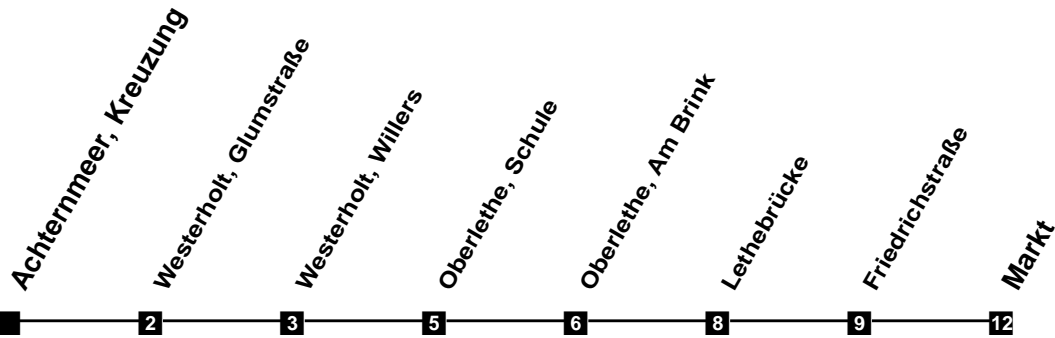 Achternmeer, Kreuzung
Westerholt, Glumstraße
Westerholt, Willers
Oberlethe, Schule
Oberlethe, Am Brink
Lethebrücke
Friedrichstraße
Markt
2 3 5 6 8 9 12